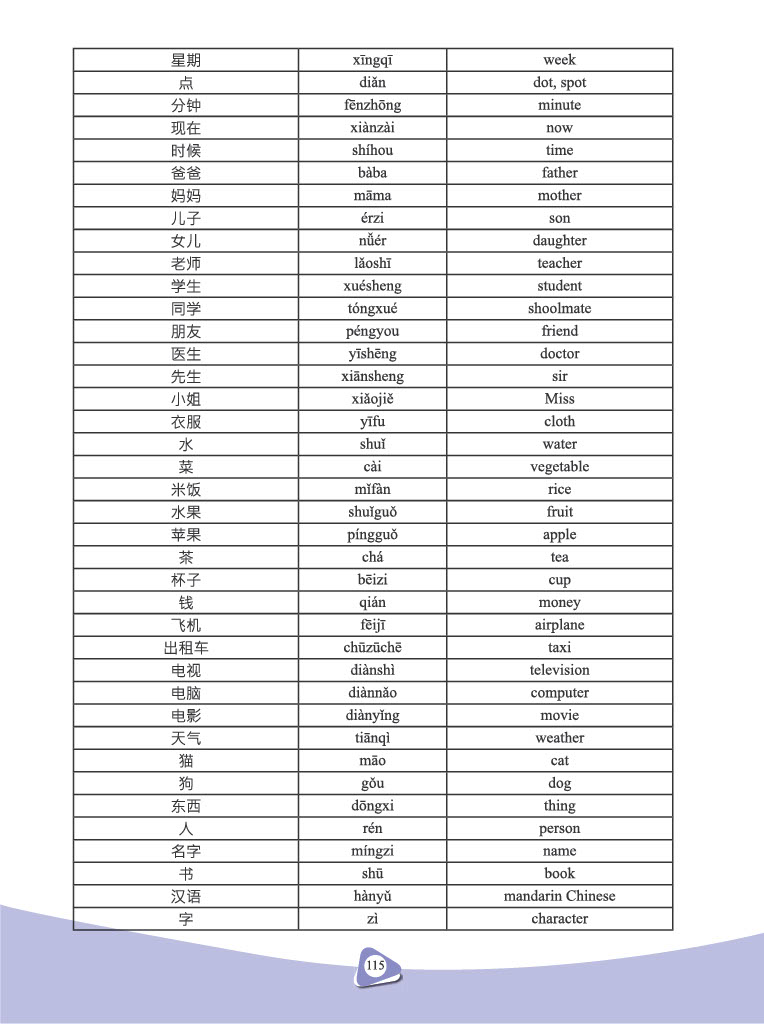 星期 xīngqī week
点 diǎn dot, spot
分钟 fēnzhōng minute
现在 xiànzài now
时候 shíhou time
爸爸 bàba father
妈妈 māma mother
儿子 érzi son
女儿 nǚér daughter
老师 lǎoshī teacher
学生 xuésheng student
同学 tóngxué shoolmate
朋友 péngyou friend
医生 yīshēng doctor
先生 xiānsheng sir
小姐 xiǎojiě Miss
衣服 yīfu cloth
水 shuǐ water
菜 cài vegetable
米饭 mǐfàn rice
水果 shuǐguǒ fruit
苹果 píngguǒ apple
茶 chá tea
杯子 bēizi cup
钱 qián money
飞机 fēijī airplane
出租车 chūzūchē taxi
电视 diànshì television
电脑 diànnǎo computer
电影 diànyǐng movie
天气 tiānqì weather
猫 māo cat
狗 gǒu dog
东西 dōngxi thing
人 rén person
名字 míngzi name
书 shū book
汉语 hànyǔ mandarin Chinese
字 zì character
115